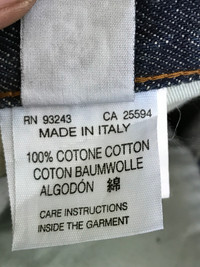 RN 93243 CA 25594
MADE IN ITALY
100% COTONE COTTON
COTON BAUMWOLLE
ALGODÓN 綿
CARE INSTRUCTIONS
INSIDE THE GARMENT